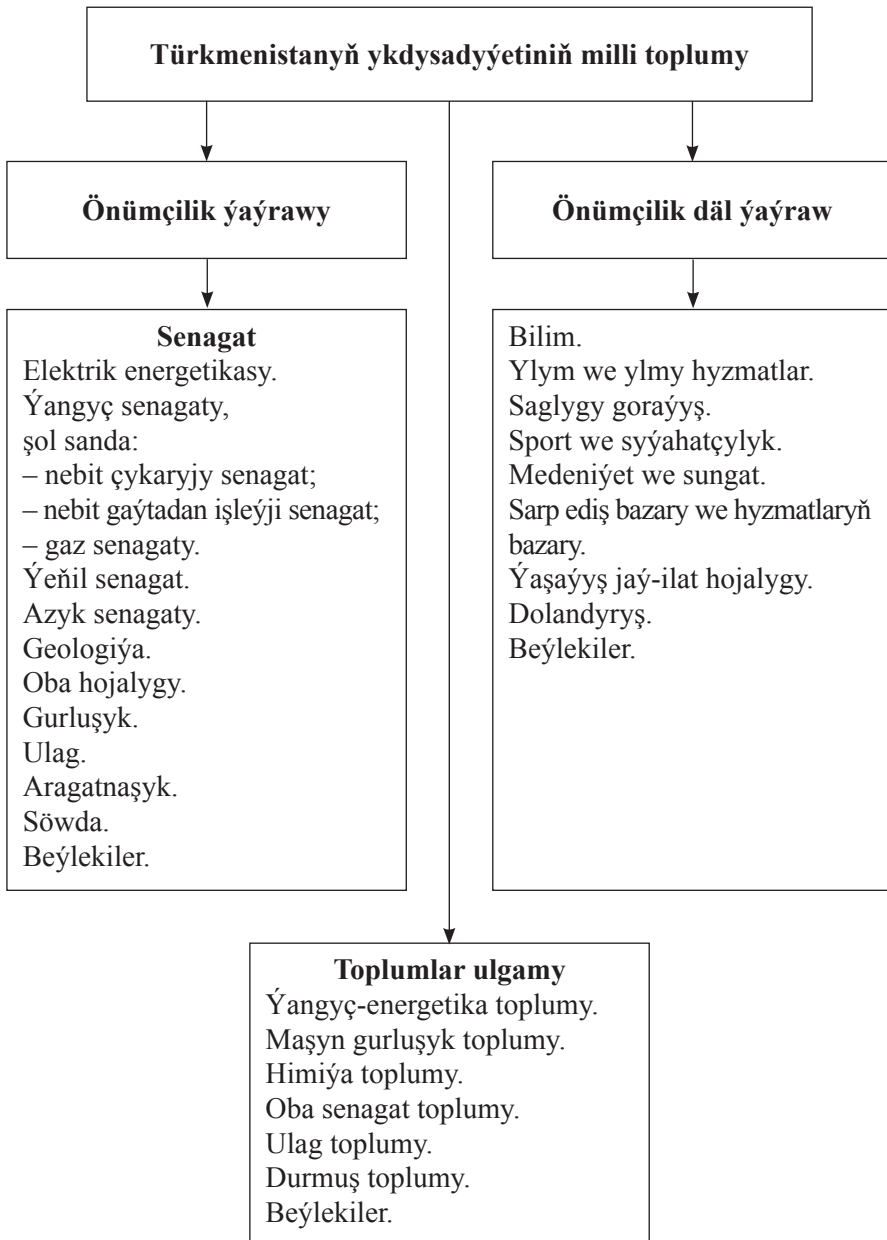 Türkmenistanyň ykdysadyýetiniň milli toplumy
Önümçilik ýaýrawy
Önümçilik däl ýaýraw
Senagat
Elektrik energetikasy.
Ýangyç senagaty,
şol sanda:
– nebit çykaryjy senagat;
– nebit gaýtadan işleýji senagat;
– gaz senagaty.
Ýeňil senagat.
Azyk senagaty.
Geologiýa.
Oba hojalygy.
Gurluşyk.
Ulag.
Aragatnaşyk.
Söwda.
Beýlekiler.
Bilim.
Ylym we ylmy hyzmatlar.
Saglygy goraýyş.
Sport we syýahatçylyk.
Medeniýet we sungat.
Sarp ediş bazary we hyzmatlaryň
bazary.
Ýaşaýyş jaý-ilat hojalygy.
Dolandyryş.
Beýlekiler.
Toplumlar ulgamy
Ýangyç-energetika toplumy.
Maşyn gurluşyk toplumy.
Himiýa toplumy.
Oba senagat toplumy.
Ulag toplumy.
Durmuş toplumy.
Beýlekiler.